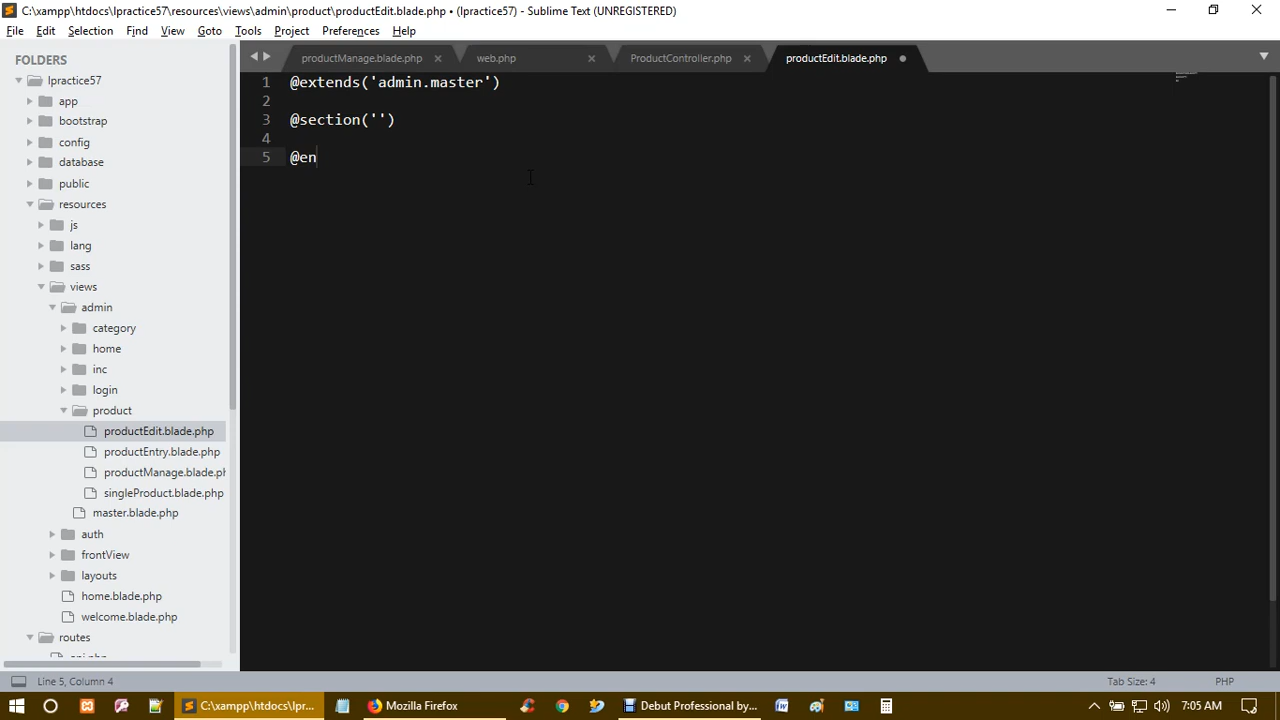 C:\xampp\htdocs\lpractice57\resources\views\admin\product\productEdit.blade.php • (lpractice57) - Sublime Text (UNREGISTERED)
File Edit Selection Find View Goto Tools Project Preferences Help
FOLDERS
lpractice57
app
bootstrap
config
database
public
resources
js
lang
sass
views
admin
category
home
inc
login
product
productEdit.blade.php
productEntry.blade.php
productManage.blade.ph
singleProduct.blade.php
master.blade.php
auth
frontView
layouts
home.blade.php
welcome.blade.php
routes
api.php
productManage.blade.php web.php ProductController.php productEdit.blade.php
1 @extends('admin.master')
2
3 @section('')
4
5 @en
Line 5, Column 4 Tab Size: 4 PHP
C:\xampp\htdocs\lpr... Mozilla Firefox Debut Professional by... 7:05 AM